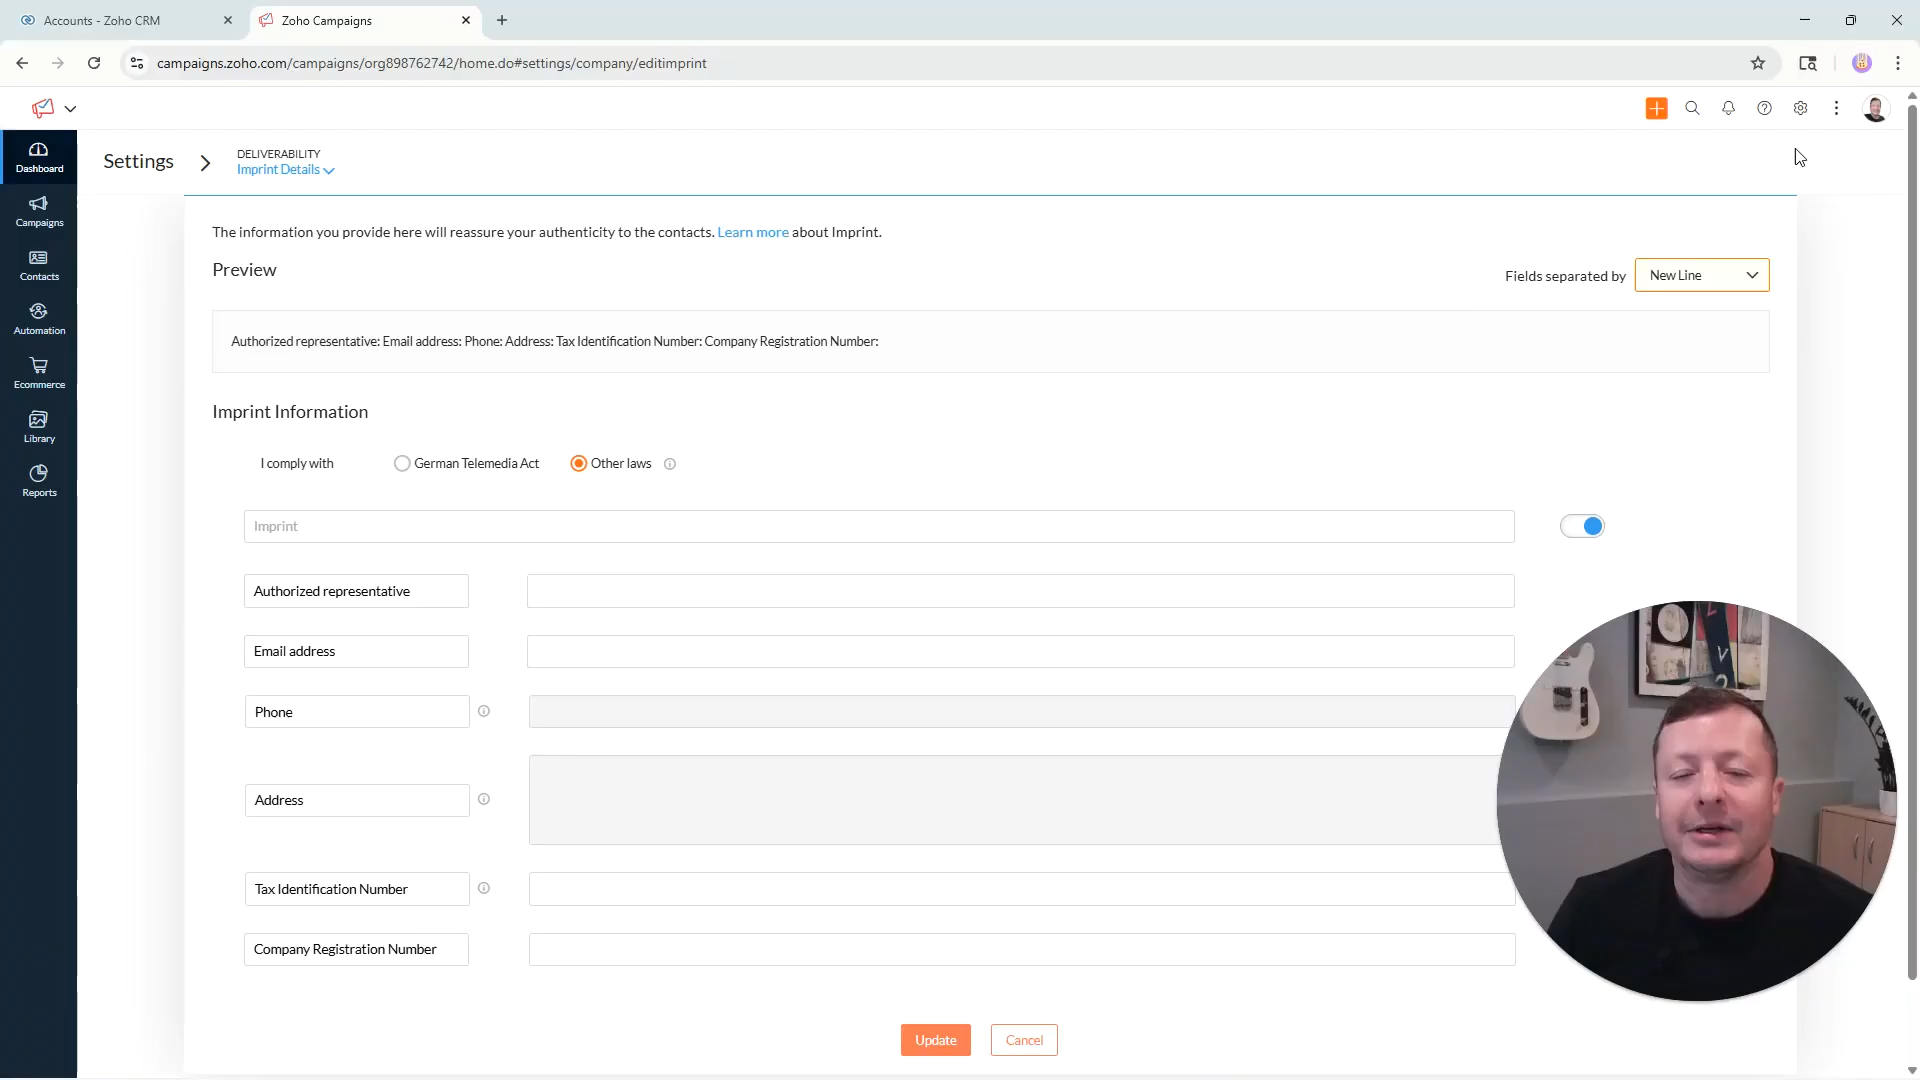 Accounts - Zoho CRM
Zoho Campaigns
campaigns.zoho.com/campaigns/org898762742/home.do#settings/company/editimprint
Dashboard
Campaigns
Contacts
Automation
Ecommerce
Library
Reports
Settings
DELIVERABILITY
Imprint Details
The information you provide here will reassure your authenticity to the contacts. Learn more about Imprint.
Preview
Fields separated by New Line
Authorized representative: Email address: Phone: Address: Tax Identification Number: Company Registration Number:
Imprint Information
I comply with German Telemedia Act Other laws
Imprint
Authorized representative
Email address
Phone
Address
Tax Identification Number
Company Registration Number
Update Cancel